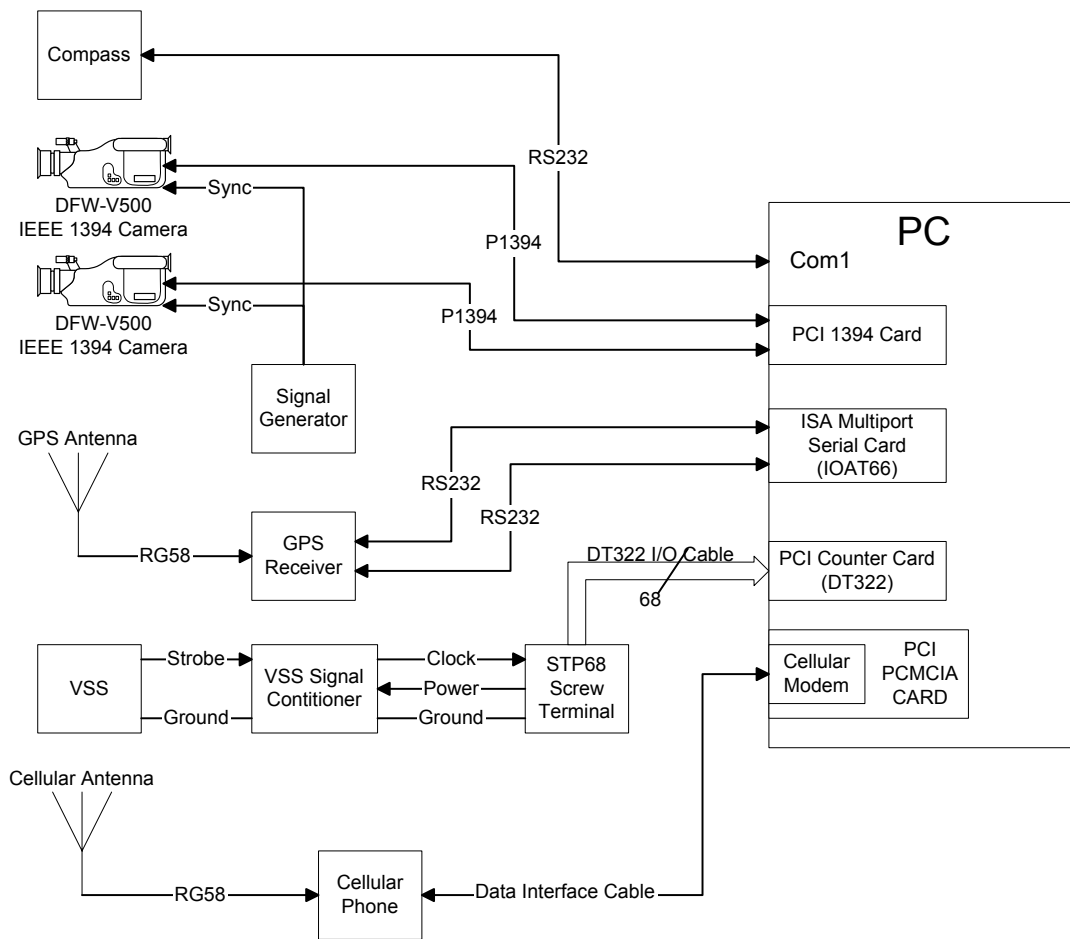 Compass
RS232
Sync
DFW-V500
IEEE 1394 Camera
P1394
PC
Com1
Sync
P1394
DFW-V500
IEEE 1394 Camera
PCI 1394 Card
Signal
Generator
GPS Antenna
ISA Multiport
Serial Card
(IOAT66)
RS232
RS232
RG58
GPS
Receiver
DT322 I/O Cable
68
PCI Counter Card
(DT322)
VSS
Strobe
Ground
VSS Signal
Contitioner
Clock
Power
Ground
STP68
Screw
Terminal
Cellular
Modem
PCI
PCMCIA
CARD
Cellular Antenna
RG58
Cellular
Phone
Data Interface Cable